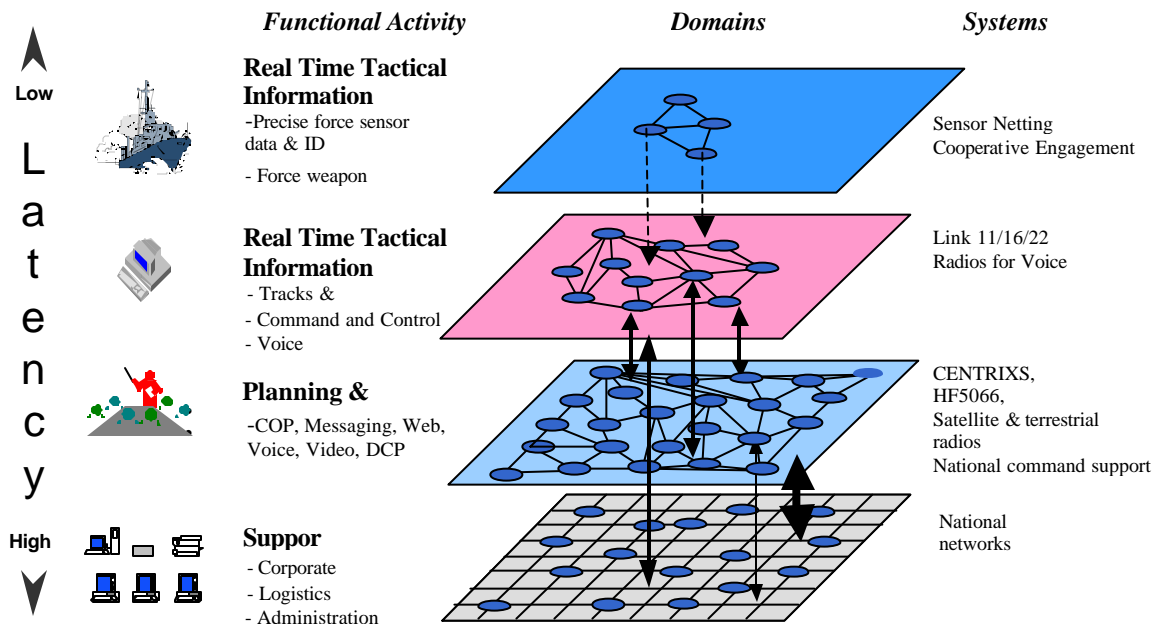 Functional Activity
Domains
Systems
Low
Latency
High
Real Time Tactical
Information
-Precise force sensor
data & ID
- Force weapon
Sensor Netting
Cooperative Engagement
Real Time Tactical
Information
- Tracks &
- Command and Control
- Voice
Link 11/16/22
Radios for Voice
Planning &
-COP, Messaging, Web,
Voice, Video, DCP
CENTRIXS,
HF5066,
Satellite & terrestrial
radios
National command support
Suppor
- Corporate
- Logistics
- Administration
National
networks